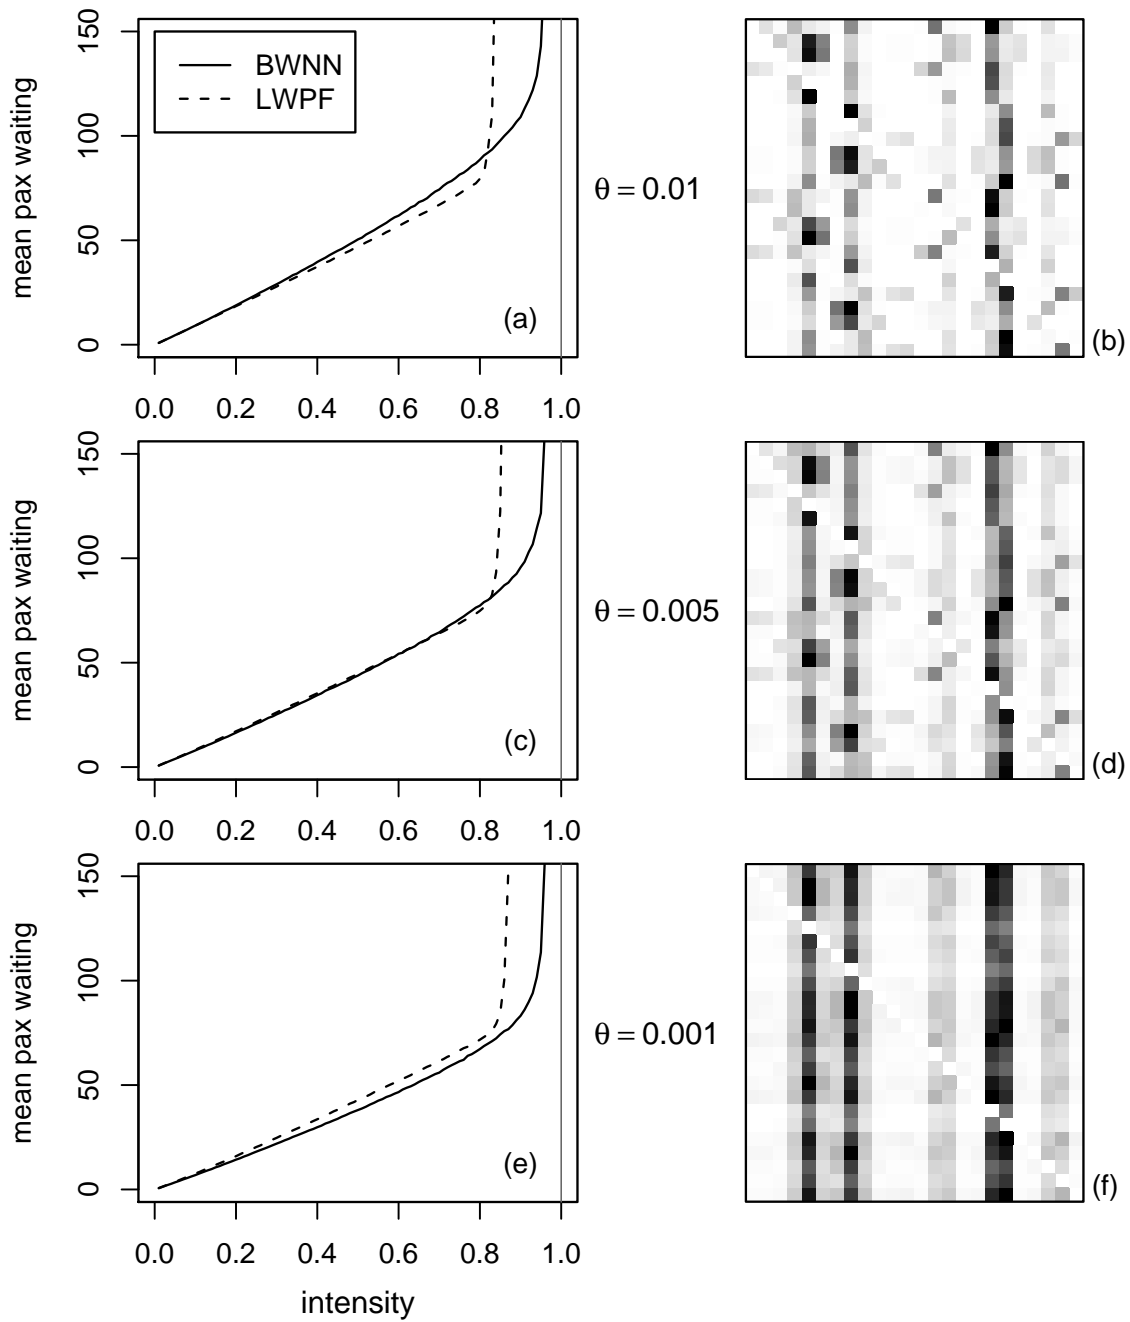 mean pax waiting
150
100
50
0
BWNN
LWPF
(a)
0.0 0.2 0.4 0.6 0.8 1.0
θ = 0.01
(b)
mean pax waiting
150
100
50
0
(c)
0.0 0.2 0.4 0.6 0.8 1.0
θ = 0.005
(d)
mean pax waiting
150
100
50
0
(e)
0.0 0.2 0.4 0.6 0.8 1.0
intensity
θ = 0.001
(f)